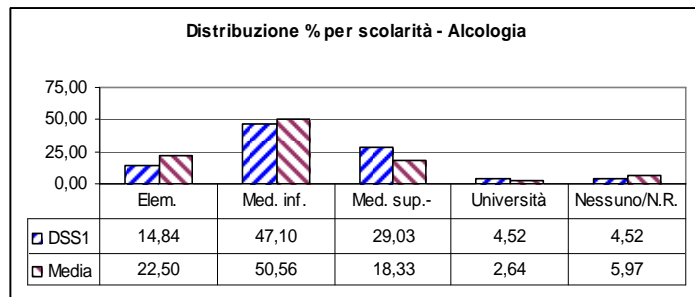 Distribuzione % per scolarità - Alcologia
75,00
50,00
25,00
0,00
Elem. Med. inf. Med. sup.- Università Nessuno/N.R.
DSS1 14,84 47,10 29,03 4,52 4,52
Media 22,50 50,56 18,33 2,64 5,97